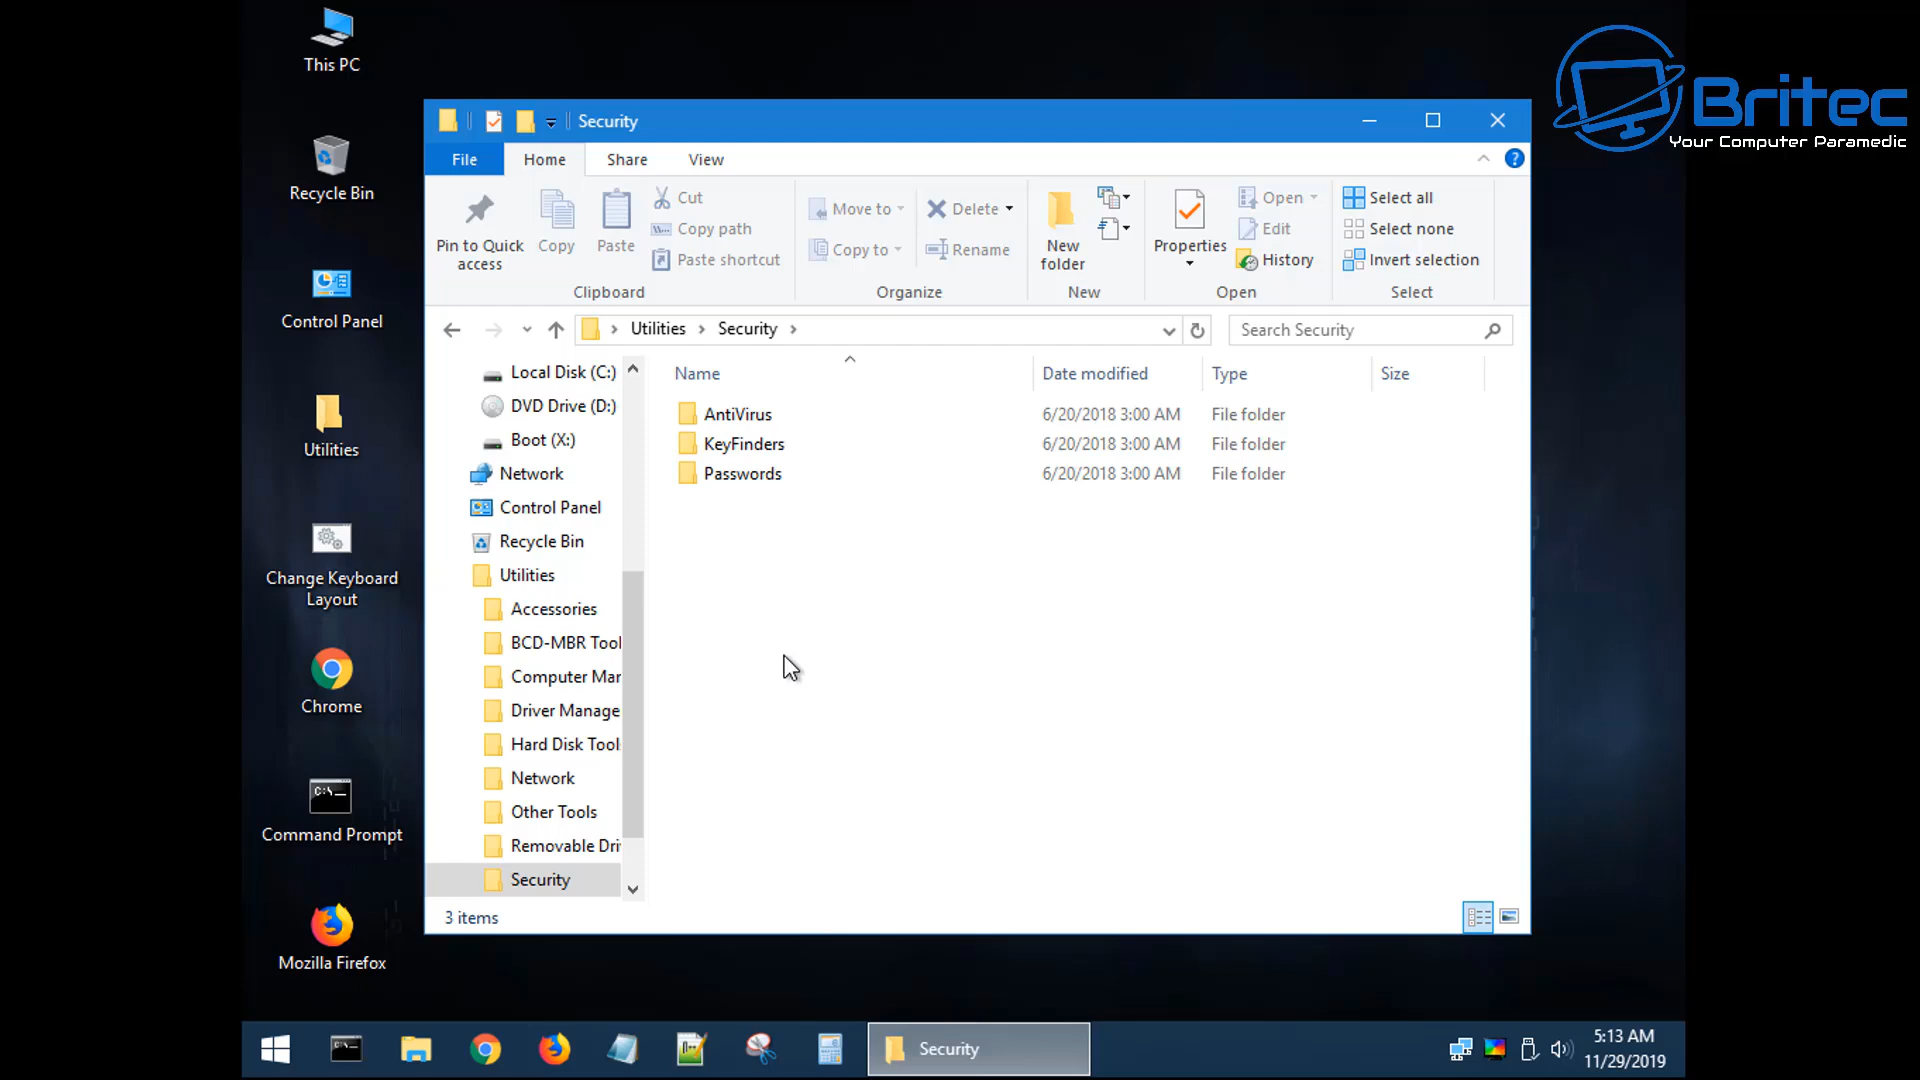 This PC
Recycle Bin
Control Panel
Utilities
Change Keyboard
Layout
Chrome
C:\_
Command Prompt
Mozilla Firefox
Britec
Your Computer Paramedic
Security
File Home Share View
Pin to Quick
access
Copy
Paste
Cut
Copy path
Paste shortcut
Clipboard
Move to
Copy to
Delete
Rename
Organize
New
folder
New
Properties
Open
Edit
History
Open
Select all
Select none
Invert selection
Select
Utilities Security
Search Security
Local Disk (C:)
DVD Drive (D:)
Boot (X:)
Network
Control Panel
Recycle Bin
Utilities
Accessories
BCD-MBR Tool
Computer Mar
Driver Manage
Hard Disk Tool
Network
Other Tools
Removable Dri
Security
Name Date modified Type Size
AntiVirus 6/20/2018 3:00 AM File folder
KeyFinders 6/20/2018 3:00 AM File folder
Passwords 6/20/2018 3:00 AM File folder
3 items
Security
5:13 AM
11/29/2019